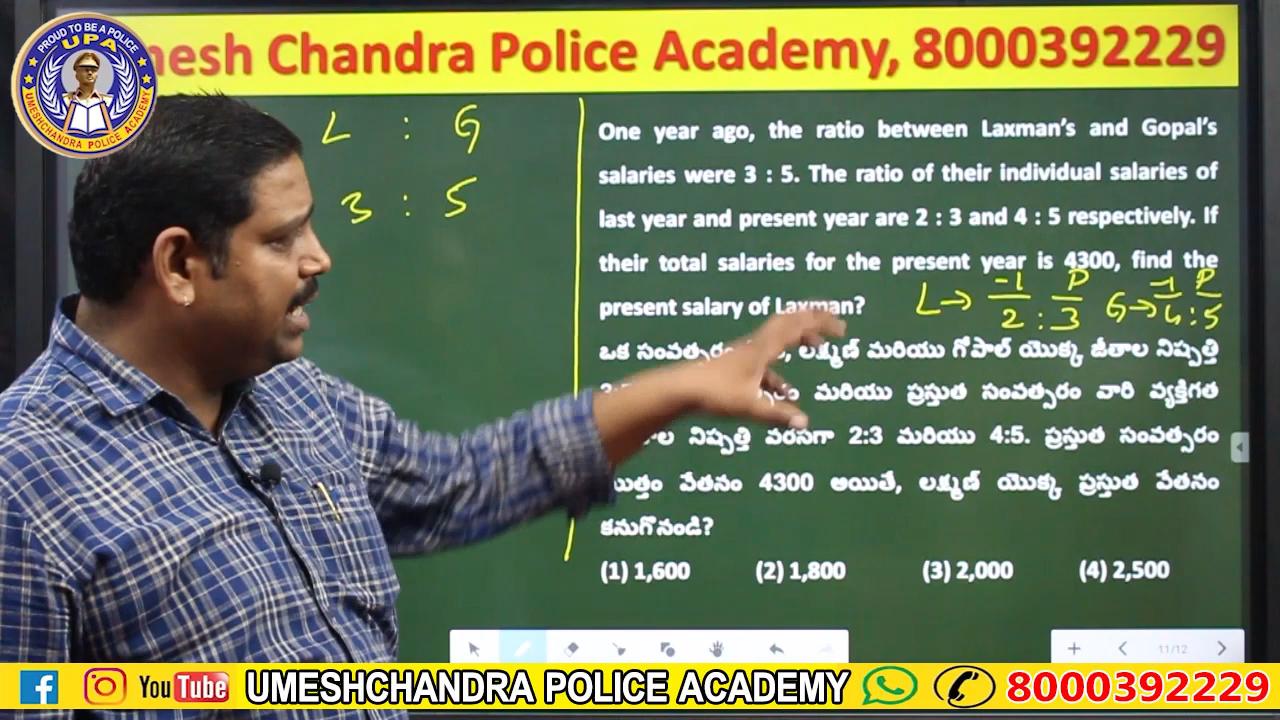 PROUD TO BE A POLICE
UPA
UMESHCHANDRA POLICE ACADEMY
mesh Chandra Police Academy, 8000392229
L : G
3 : 5
One year ago, the ratio between Laxman's and Gopal's
salaries were 3 : 5. The ratio of their individual salaries of
last year and present year are 2 : 3 and 4 : 5 respectively. If
their total salaries for the present year is 4300, find the
present salary of Laxman?
L → -1 P G → -1 P
2 : 3 4 : 5
ఒక లక్ష్మణ్ మరియు గోపాల్ యొక్క జీతాల నిష్పత్తి
మరియు ప్రస్తుత సంవత్సరం వారి వ్యక్తిగత
నిష్పత్తి వరసగా 2:3 మరియు 4:5. ప్రస్తుత సంవత్సరం
వేతనం 4300 అయితే, లక్ష్మణ్ యొక్క ప్రస్తుత వేతనం
కనుగొనండి?
(1) 1,600 (2) 1,800 (3) 2,000 (4) 2,500
11/12
f YouTube UMESHCHANDRA POLICE ACADEMY 8000392229